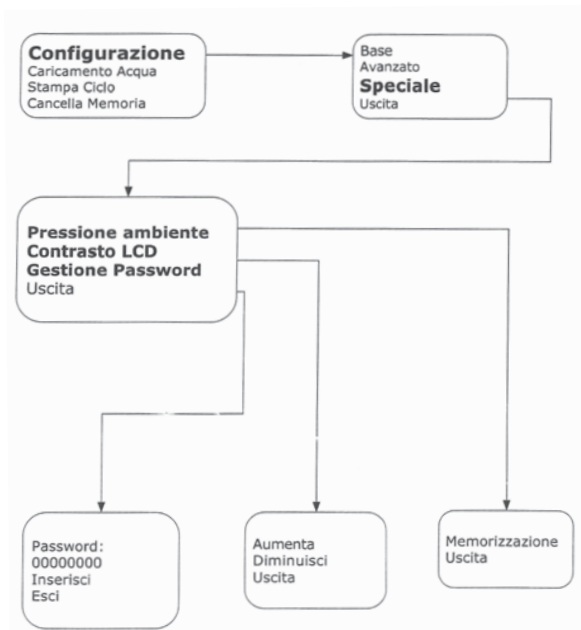 Configurazione
Caricamento Acqua
Stampa Ciclo
Cancella Memoria
Base
Avanzato
Speciale
Uscita
Pressione ambiente
Contrasto LCD
Gestione Password
Uscita
Password:
00000000
Inserisci
Esci
Aumenta
Diminuisci
Uscita
Memorizzazione
Uscita